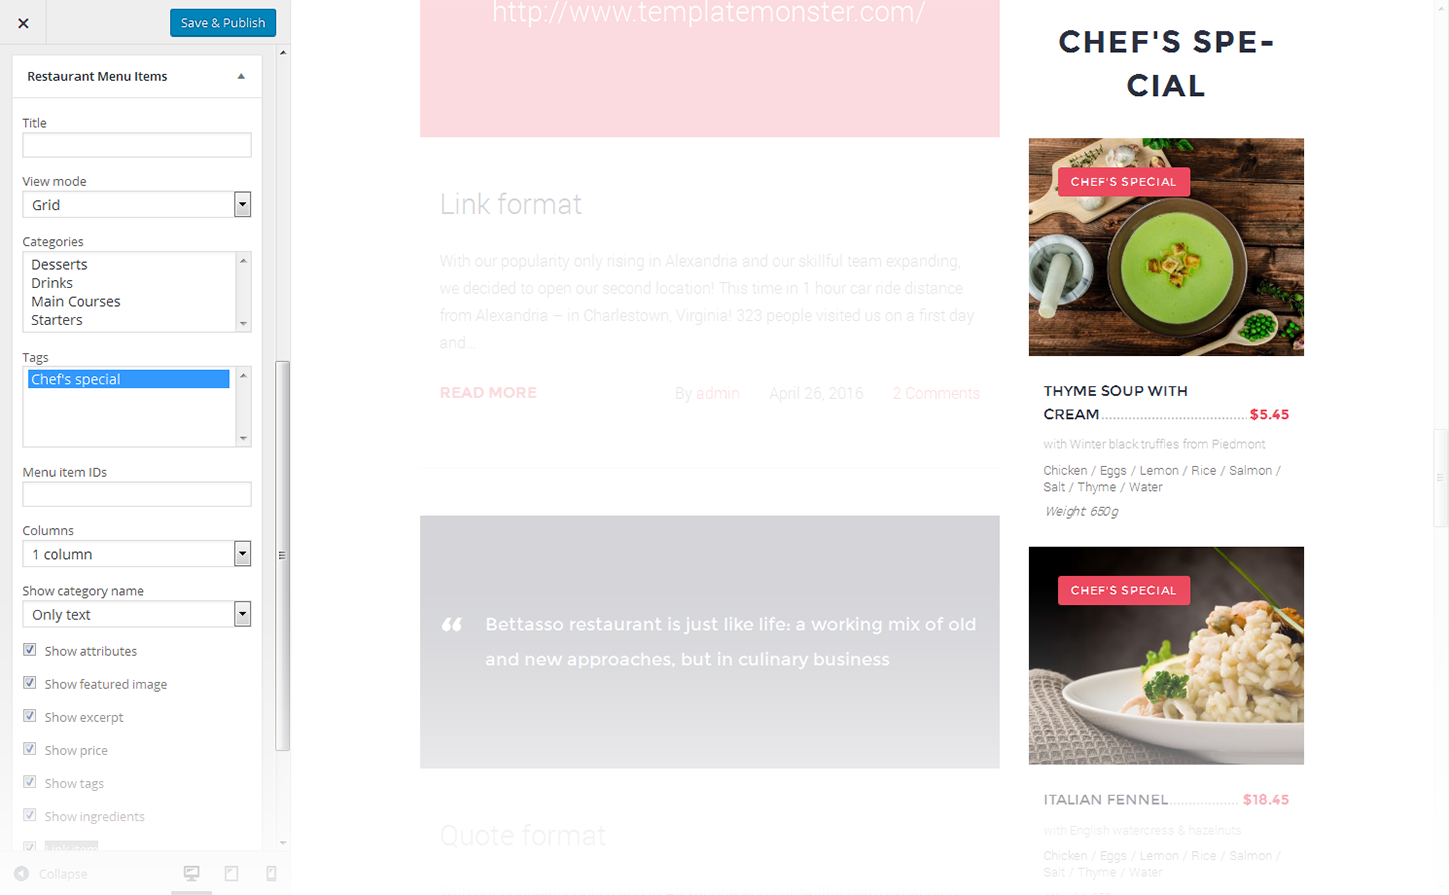 Save & Publish
Restaurant Menu Items
Title
View mode
Grid
Categories
Desserts
Drinks
Main Courses
Starters
Tags
Chef's special
Menu item IDs
Columns
1 column
Show category name
Only text
Show attributes
Show featured image
Show excerpt
Show price
Show tags
Show ingredients
Collapse
http://www.templatemonster.com/
Link format
With our popularity only rising in Alexandria and our skillful team expanding,
we decided to open our second location! This time in 1 hour car ride distance
from Alexandria – in Charlestown, Virginia! 323 people visited us on a first day
and...
READ MORE By admin April 26, 2016 2 Comments
“ Bettasso restaurant is just like life: a working mix of old
and new approaches, but in culinary business
Quote format
CHEF'S SPE-
CIAL
CHEF'S SPECIAL
THYME SOUP WITH
CREAM $5.45
with Winter black truffles from Piedmont
Chicken / Eggs / Lemon / Rice / Salmon /
Salt / Thyme / Water
Weight: 650g
CHEF'S SPECIAL
ITALIAN FENNEL $18.45
with English watercress & hazelnuts
Chicken / Eggs / Lemon / Rice / Salmon /
Salt / Thyme / Water